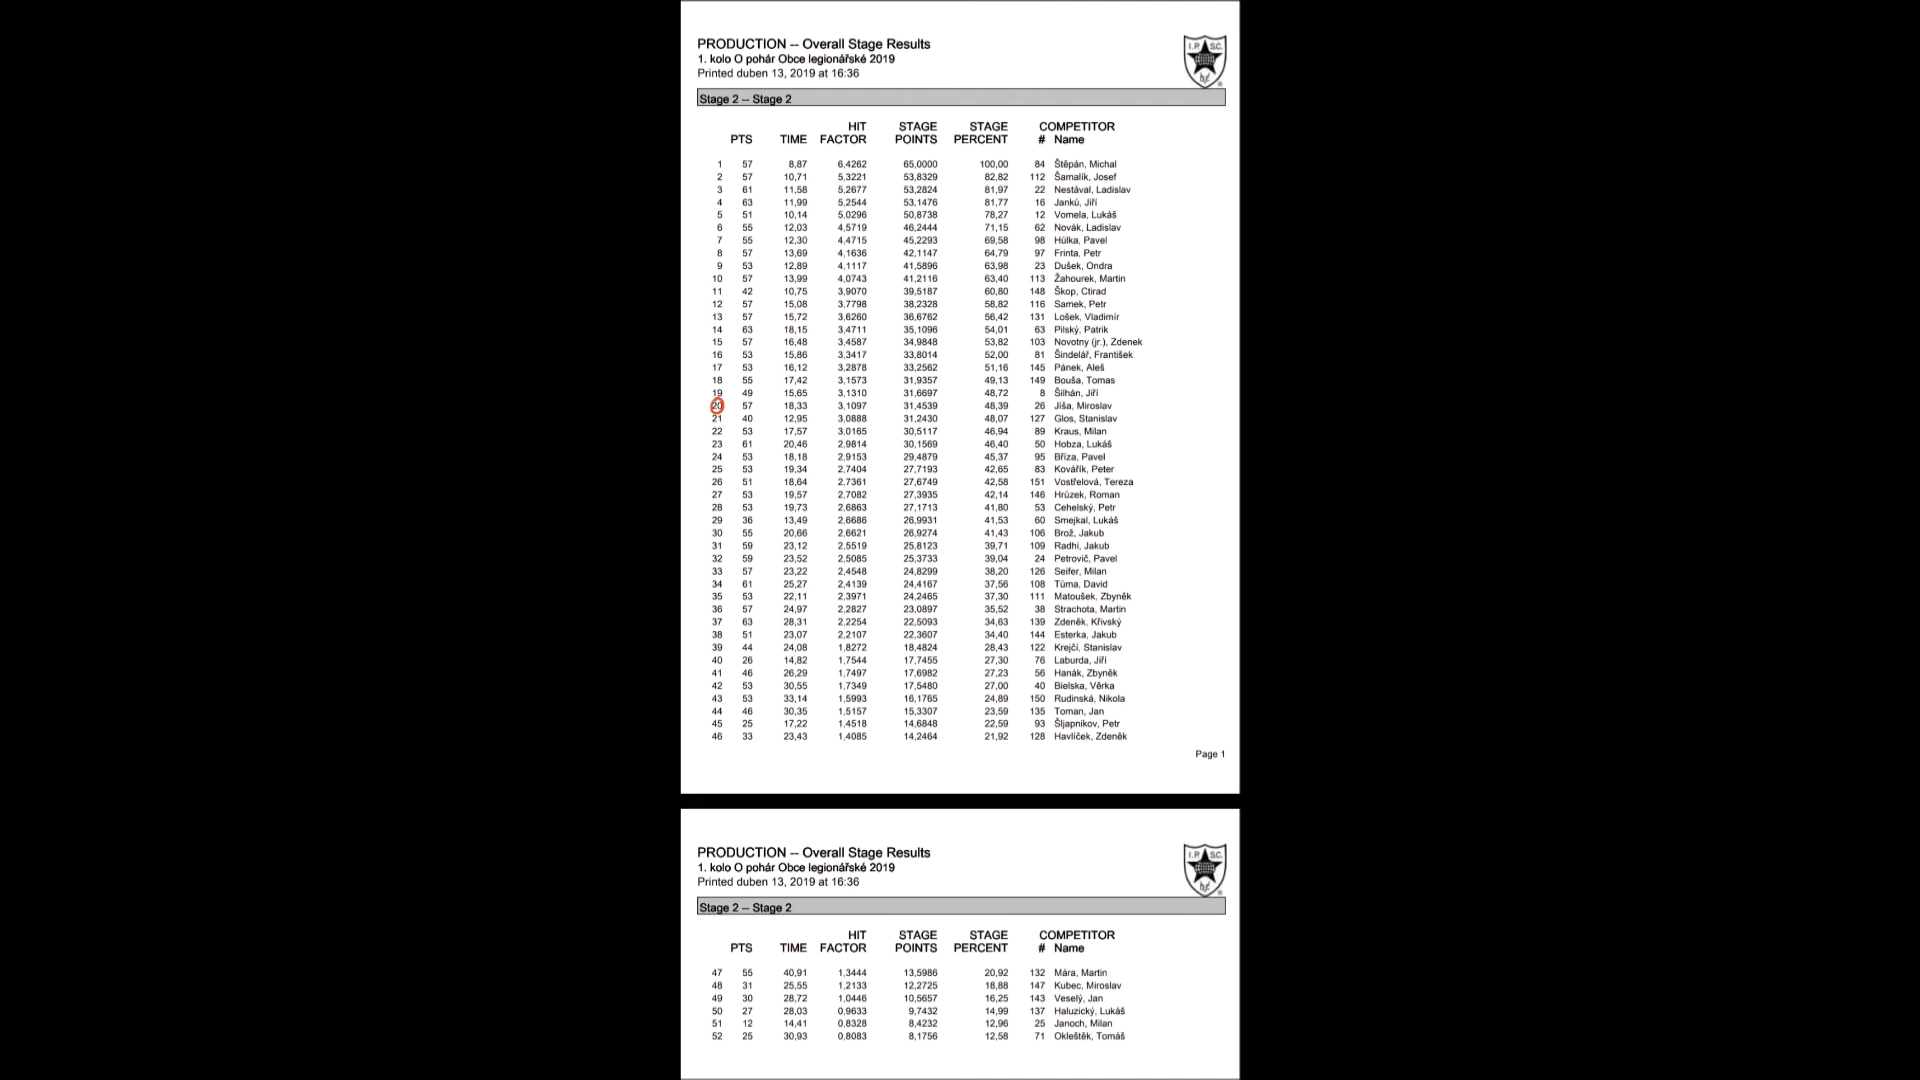 PRODUCTION -- Overall Stage Results
1. kolo O pohár Obce legionářské 2019
Printed duben 13, 2019 at 16:36
I.P.S.C.
Stage 2 -- Stage 2
HIT STAGE STAGE COMPETITOR
PTS TIME FACTOR POINTS PERCENT # Name
1 57 8,87 6,4262 65,0000 100,00 84 Štěpán, Michal
2 57 10,71 5,3221 53,8329 82,82 112 Šamalík, Josef
3 61 11,58 5,2677 53,2824 81,97 22 Nestával, Ladislav
4 63 11,99 5,2544 53,1476 81,77 16 Janků, Jiří
5 51 10,14 5,0296 50,8738 78,27 12 Vomela, Lukáš
6 55 12,03 4,5719 46,2444 71,15 62 Novák, Ladislav
7 55 12,30 4,4715 45,2293 69,58 98 Hůlka, Pavel
8 57 13,69 4,1636 42,1147 64,79 97 Frinta, Petr
9 53 12,89 4,1117 41,5896 63,98 23 Dušek, Ondra
10 57 13,99 4,0743 41,2116 63,40 113 Žahourek, Martin
11 42 10,75 3,9070 39,5187 60,80 148 Škop, Ctirad
12 57 15,08 3,7798 38,2328 58,82 116 Samek, Petr
13 57 15,72 3,6260 36,6762 56,42 131 Lošek, Vladimír
14 63 18,15 3,4711 35,1096 54,01 63 Pilský, Patrik
15 57 16,48 3,4587 34,9848 53,82 103 Novotny (jr.), Zdenek
16 53 15,86 3,3417 33,8014 52,00 81 Šindelář, František
17 53 16,12 3,2878 33,2562 51,16 145 Pánek, Aleš
18 55 17,42 3,1573 31,9357 49,13 149 Bouša, Tomas
19 49 15,65 3,1310 31,6697 48,72 8 Šilhán, Jiří
20 57 18,33 3,1097 31,4539 48,39 26 Jíša, Miroslav
21 40 12,95 3,0888 31,2430 48,07 127 Glos, Stanislav
22 53 17,57 3,0165 30,5117 46,94 89 Kraus, Milan
23 61 20,46 2,9814 30,1569 46,40 50 Hobza, Lukáš
24 53 18,18 2,9153 29,4879 45,37 95 Bříza, Pavel
25 53 19,34 2,7404 27,7193 42,65 83 Kovářík, Peter
26 51 18,64 2,7361 27,6749 42,58 151 Vostřelová, Tereza
27 53 19,57 2,7082 27,3935 42,14 146 Hrůzek, Roman
28 53 19,73 2,6863 27,1713 41,80 53 Cehelský, Petr
29 36 13,49 2,6686 26,9931 41,53 60 Smejkal, Lukáš
30 55 20,66 2,6621 26,9274 41,43 106 Brož, Jakub
31 59 23,12 2,5519 25,8123 39,71 109 Radhi, Jakub
32 59 23,52 2,5085 25,3733 39,04 24 Petrovič, Pavel
33 57 23,22 2,4548 24,8299 38,20 126 Seifer, Milan
34 61 25,27 2,4139 24,4167 37,56 108 Tůma, David
35 53 22,11 2,3971 24,2465 37,30 111 Matoušek, Zbyněk
36 57 24,97 2,2827 23,0897 35,52 38 Strachota, Martin
37 63 28,31 2,2254 22,5093 34,63 139 Zdeněk, Křivský
38 51 23,07 2,2107 22,3607 34,40 144 Esterka, Jakub
39 44 24,08 1,8272 18,4824 28,43 122 Krejčí, Stanislav
40 26 14,82 1,7544 17,7455 27,30 76 Laburda, Jiří
41 46 26,29 1,7497 17,6982 27,23 56 Hanák, Zbyněk
42 53 30,55 1,7349 17,5480 27,00 40 Bielska, Věrka
43 53 33,14 1,5993 16,1765 24,89 150 Rudinská, Nikola
44 46 30,35 1,5157 15,3307 23,59 135 Toman, Jan
45 25 17,22 1,4518 14,6848 22,59 93 Šljapnikov, Petr
46 33 23,43 1,4085 14,2464 21,92 128 Havlíček, Zdeněk
Page 1
PRODUCTION -- Overall Stage Results
1. kolo O pohár Obce legionářské 2019
Printed duben 13, 2019 at 16:36
I.P.S.C.
Stage 2 -- Stage 2
HIT STAGE STAGE COMPETITOR
PTS TIME FACTOR POINTS PERCENT # Name
47 55 40,91 1,3444 13,5986 20,92 132 Mára, Martin
48 31 25,55 1,2133 12,2725 18,88 147 Kubec, Miroslav
49 30 28,72 1,0446 10,5657 16,25 143 Veselý, Jan
50 27 28,03 0,9633 9,7432 14,99 137 Haluzický, Lukáš
51 12 14,41 0,8328 8,4232 12,96 25 Janoch, Milan
52 25 30,93 0,8083 8,1756 12,58 71 Okleštěk, Tomáš